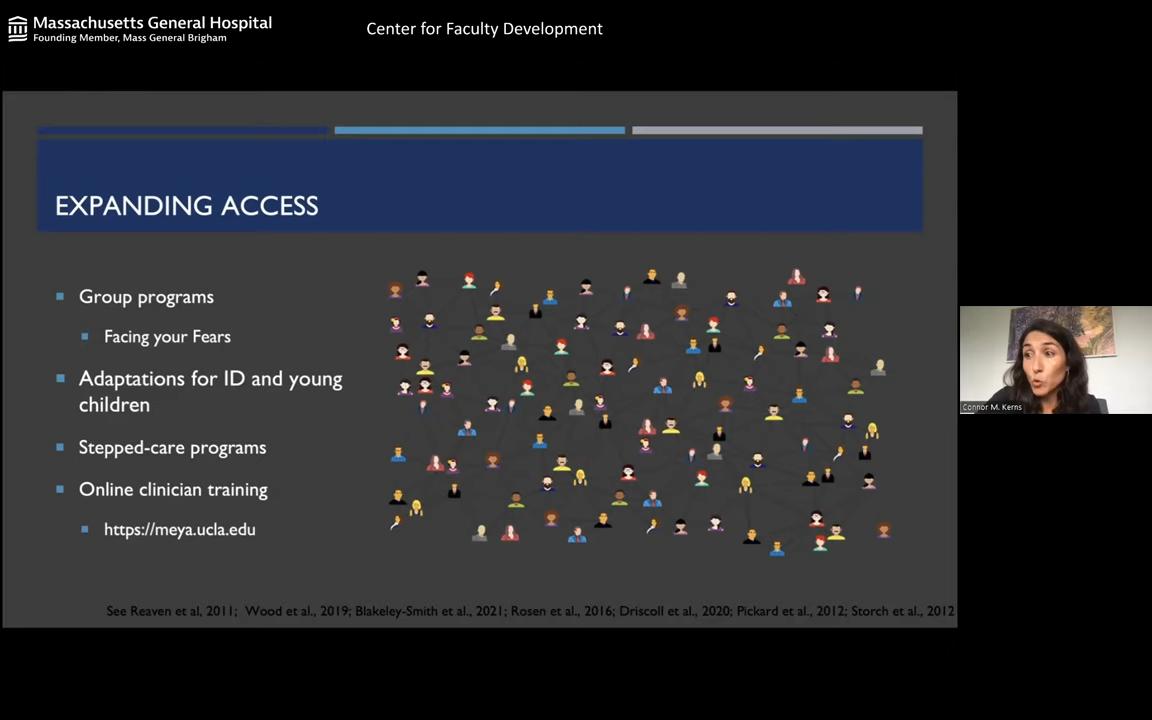 Massachusetts General Hospital
Founding Member, Mass General Brigham
Center for Faculty Development
EXPANDING ACCESS
Group programs
Facing your Fears
Adaptations for ID and young
children
Stepped-care programs
Online clinician training
https://meya.ucla.edu
See Reaven et al, 2011; Wood et al., 2019; Blakeley-Smith et al., 2021; Rosen et al., 2016; Driscoll et al., 2020; Pickard et al., 2012; Storch et al., 2012
Connor M. Kerns